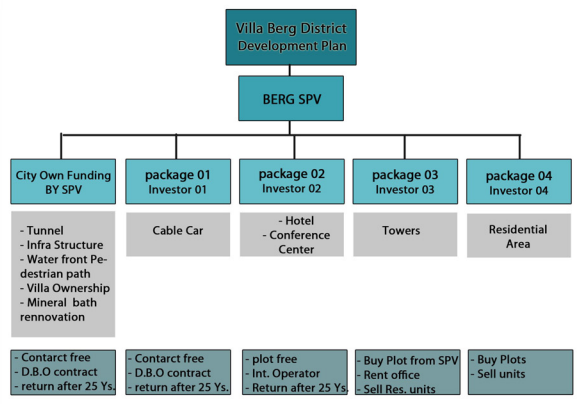 Villa Berg District
Development Plan
BERG SPV
City Own Funding
BY SPV
package 01
Investor 01
package 02
Investor 02
package 03
Investor 03
package 04
Investor 04
- Tunnel
- Infra Structure
- Water front Pe-
destrian path
- Villa Ownership
- Mineral bath
rennovation
Cable Car
- Hotel
- Conference
Center
Towers
Residential
Area
- Contarct free
- D.B.O contract
- return after 25 Ys.
- Contarct free
- D.B.O contract
- return after 25 Ys.
- plot free
- Int. Operator
- Return after 25 Ys.
- Buy Plot from SPV
- Rent office
- Sell Res. units
- Buy Plots
- Sell units